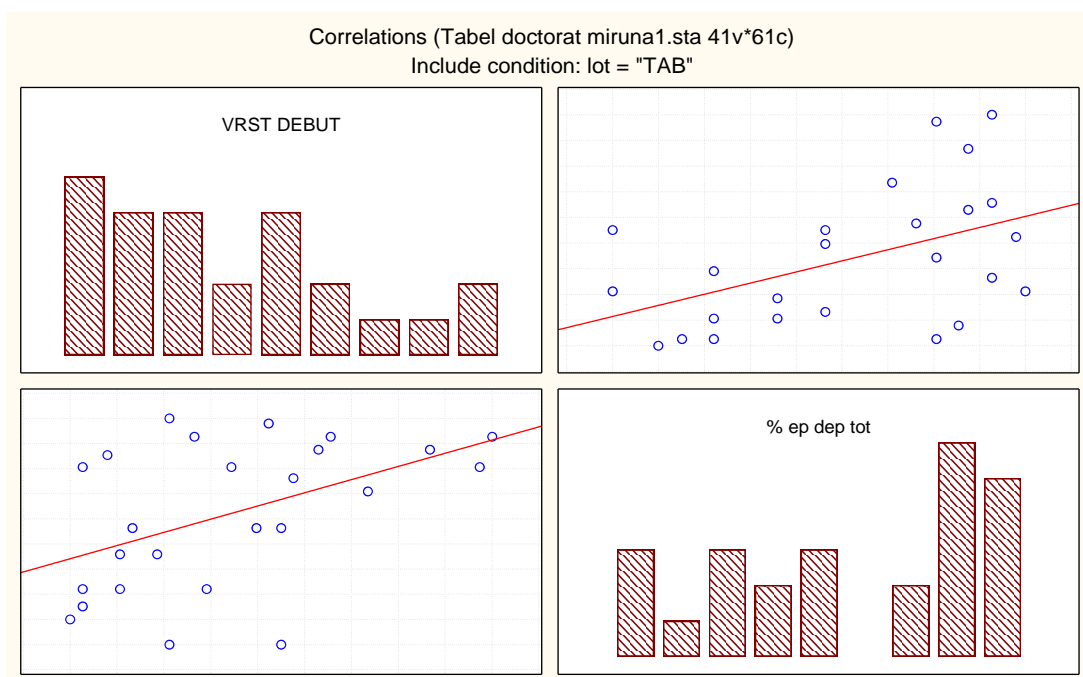 Correlations (Tabel doctorat miruna1.sta 41v*61c)
Include condition: lot = "TAB"
VRST DEBUT
% ep dep tot